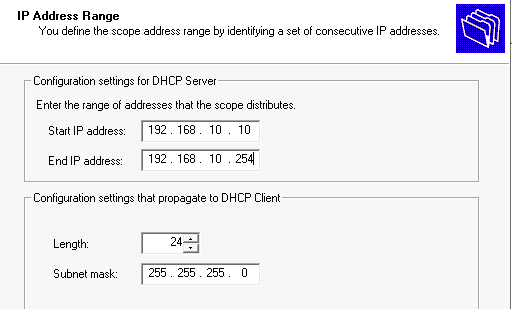 IP Address Range
You define the scope address range by identifying a set of consecutive IP addresses.
Configuration settings for DHCP Server
Enter the range of addresses that the scope distributes.
Start IP address: 192 . 168 . 10 . 10
End IP address: 192 . 168 . 10 . 254
Configuration settings that propagate to DHCP Client
Length: 24
Subnet mask: 255 . 255 . 255 . 0